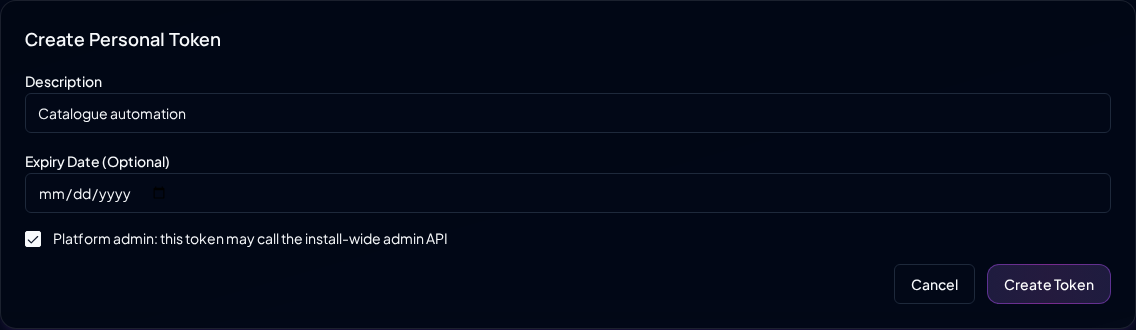 Create Personal Token
Description
Catalogue automation
Expiry Date (Optional)
mm/dd/yyyy
Platform admin: this token may call the install-wide admin API
Cancel
Create Token